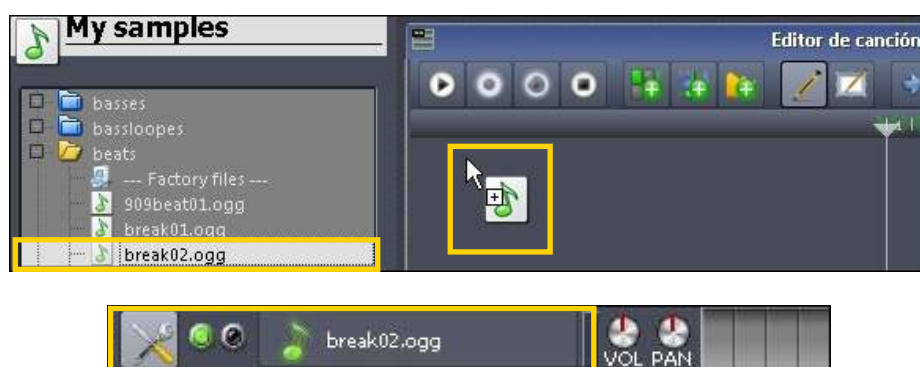 My samples
Editor de canción
basses
bassloopes
beats
--- Factory files ---
909beat01.ogg
break01.ogg
break02.ogg
break02.ogg
VOL PAN